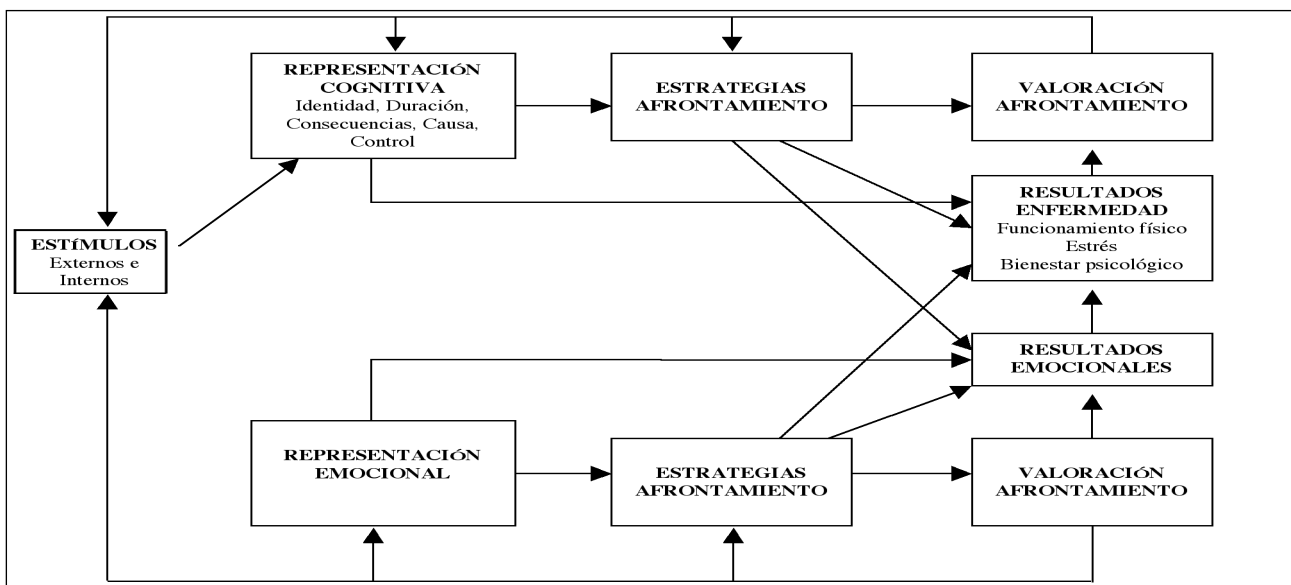 REPRESENTACIÓN
COGNITIVA
Identidad, Duración,
Consecuencias, Causa,
Control
ESTRATEGIAS
AFRONTAMIENTO
VALORACIÓN
AFRONTAMIENTO
RESULTADOS
ENFERMEDAD
Funcionamiento físico
Estrés
Bienestar psicológico
ESTíMULOS
Externos e
Internos
RESULTADOS
EMOCIONALES
REPRESENTACIÓN
EMOCIONAL
ESTRATEGIAS
AFRONTAMIENTO
VALORACIÓN
AFRONTAMIENTO